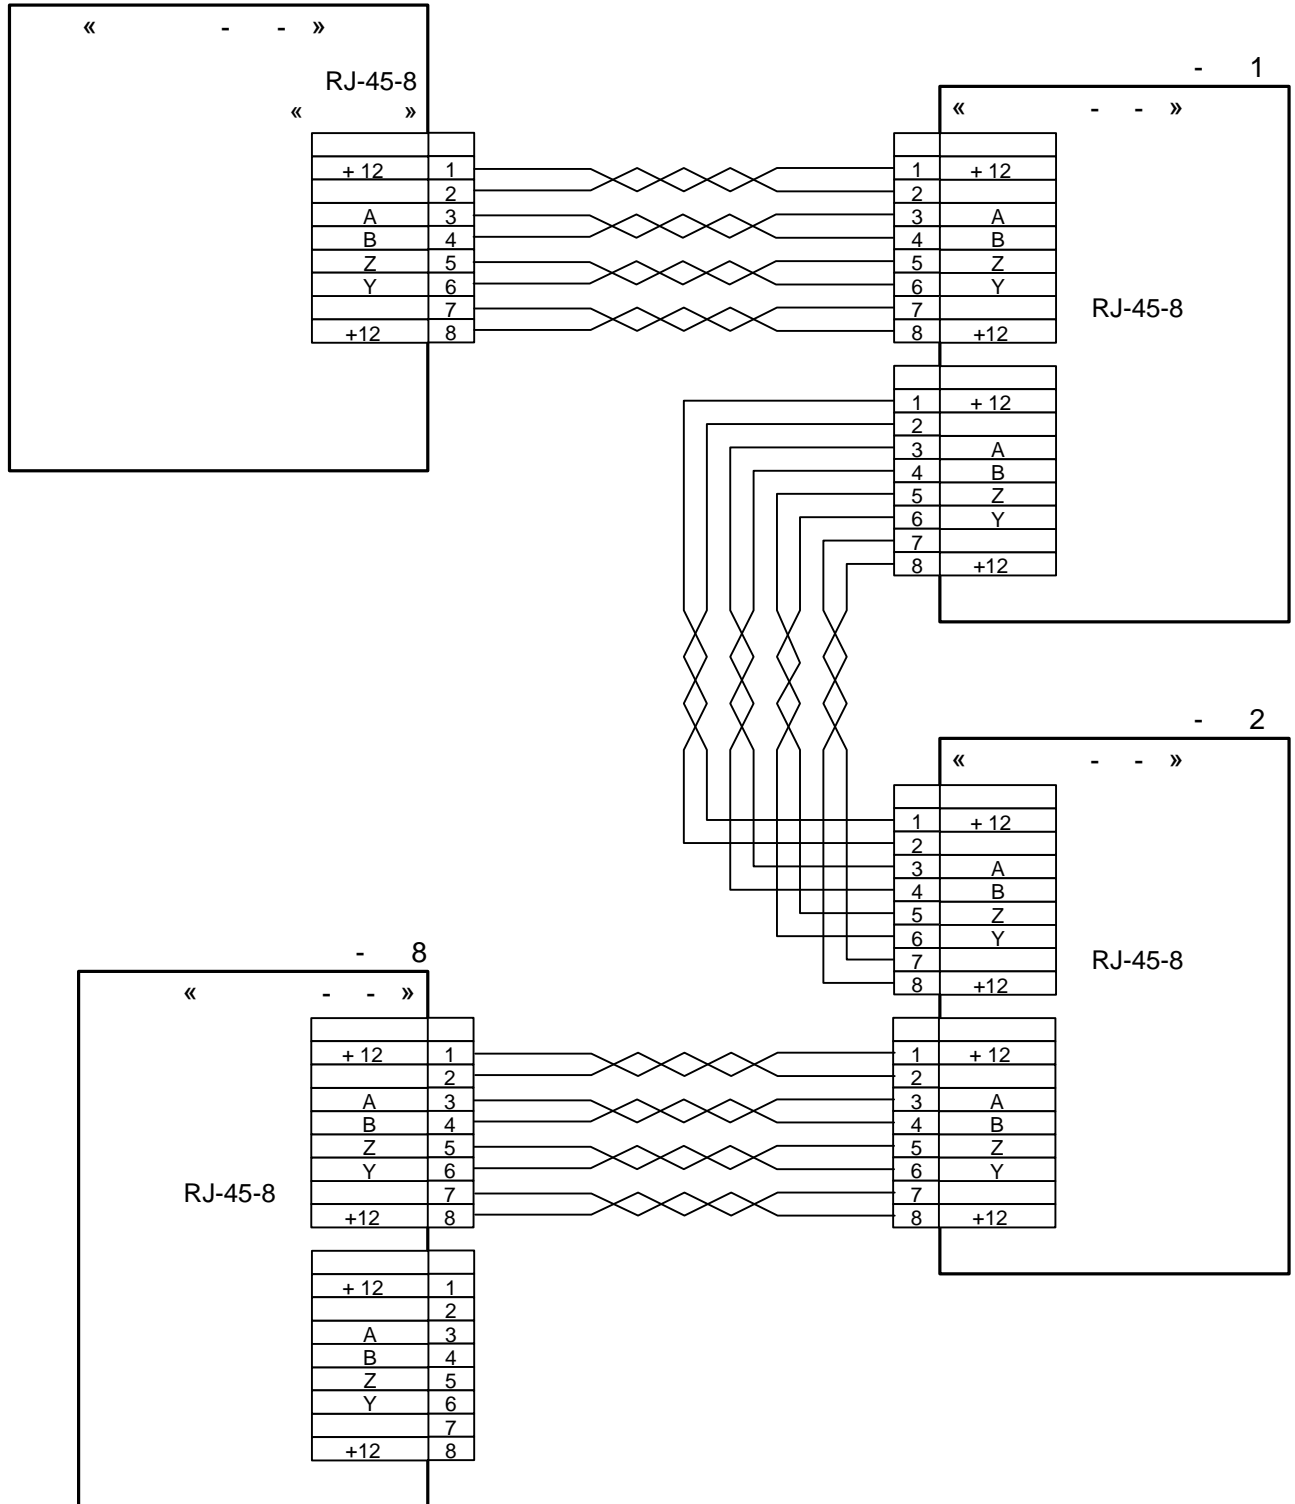 « - - »
RJ-45-8
« »
+ 12 1
2
A 3
B 4
Z 5
Y 6
7
+12 8
- 1
« - - »
1 + 12
2
3 A
4 B
5 Z
6 Y
7
8 +12
RJ-45-8
1 + 12
2
3 A
4 B
5 Z
6 Y
7
8 +12
- 2
« - - »
1 + 12
2
3 A
4 B
5 Z
6 Y
7
8 +12
RJ-45-8
1 + 12
2
3 A
4 B
5 Z
6 Y
7
8 +12
- 8
« - - »
+ 12 1
2
A 3
B 4
Z 5
Y 6
7
+12 8
RJ-45-8
+ 12 1
2
A 3
B 4
Z 5
Y 6
7
+12 8